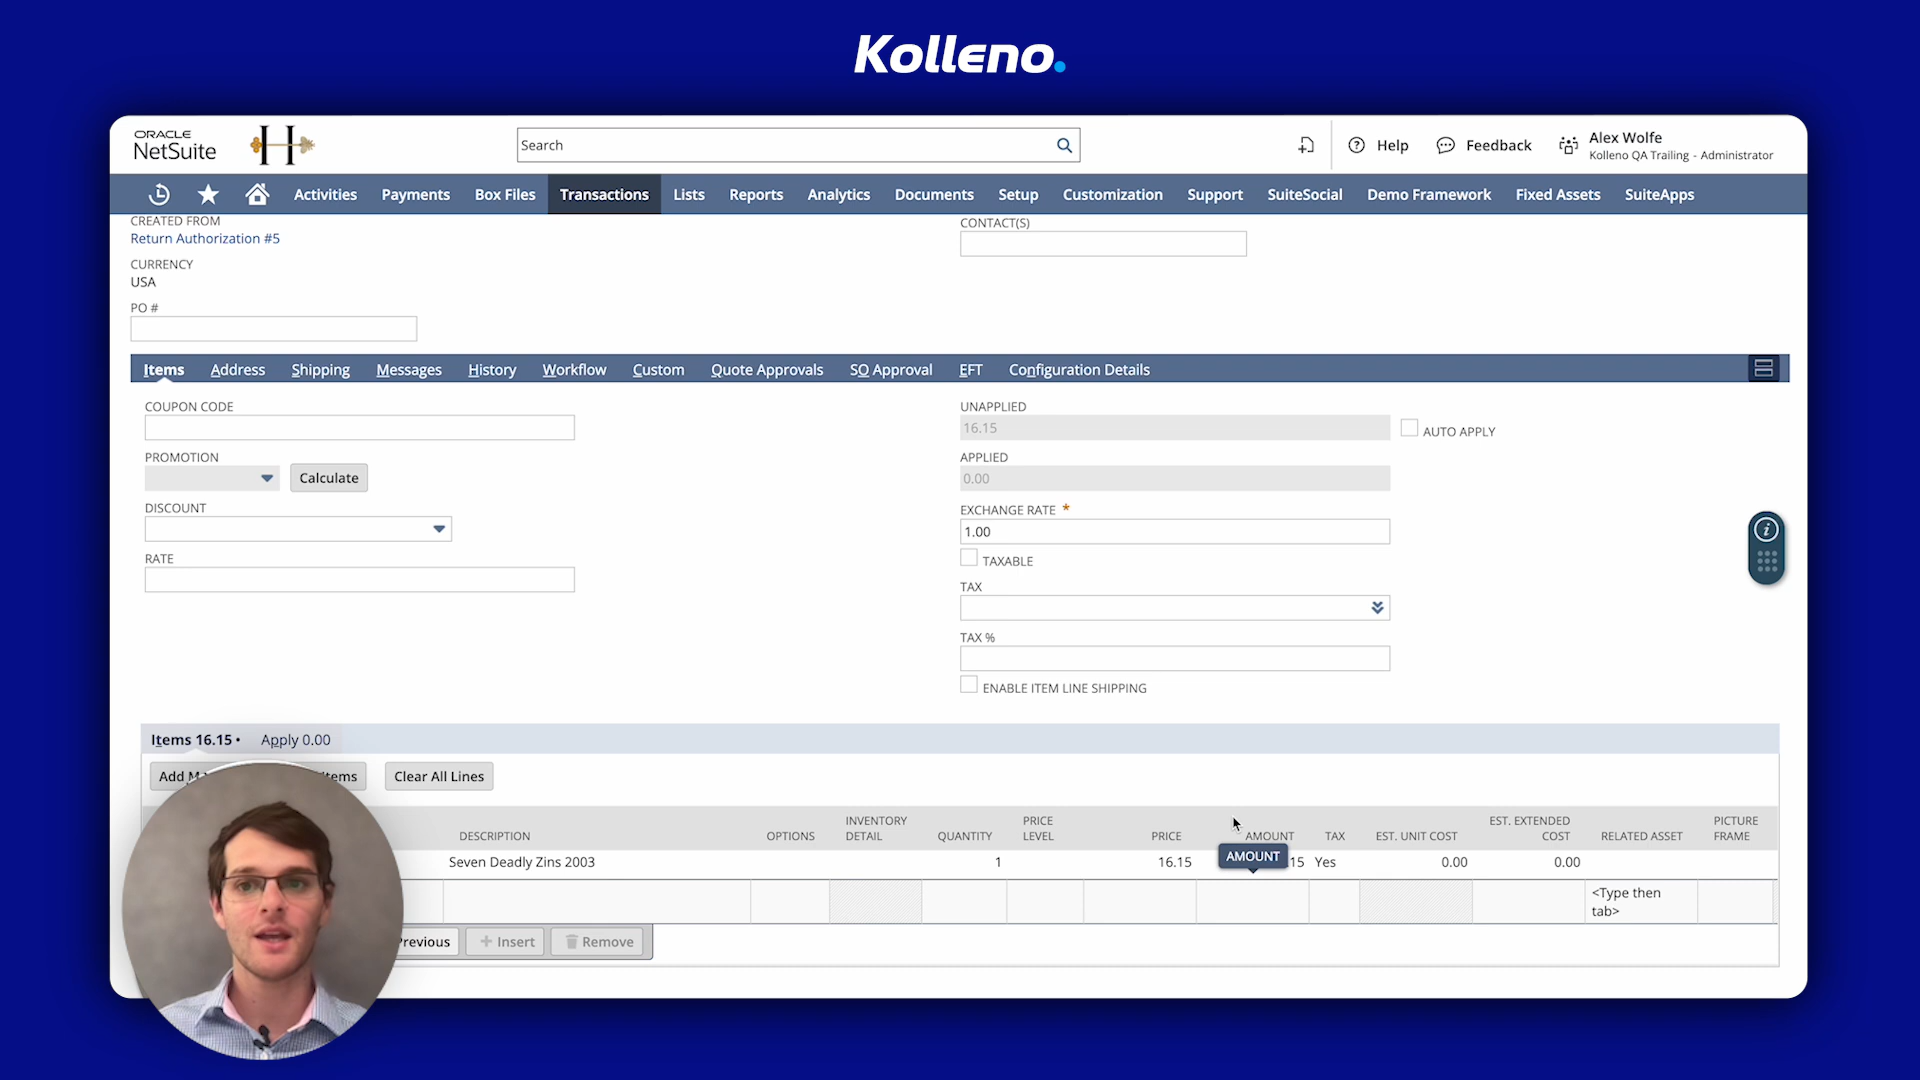 Kolleno.
ORACLE
NetSuite
H
Search
Help
Feedback
Alex Wolfe
Kolleno QA Trailing - Administrator
Activities
Payments
Box Files
Transactions
Lists
Reports
Analytics
Documents
Setup
Customization
Support
SuiteSocial
Demo Framework
Fixed Assets
SuiteApps
CREATED FROM
Return Authorization #5
CURRENCY
USA
PO #
CONTACT(S)
Items
Address
Shipping
Messages
History
Workflow
Custom
Quote Approvals
SO Approval
EFT
Configuration Details
COUPON CODE
PROMOTION
Calculate
DISCOUNT
RATE
UNAPPLIED
16.15
AUTO APPLY
APPLIED
0.00
EXCHANGE RATE *
1.00
TAXABLE
TAX
TAX %
ENABLE ITEM LINE SHIPPING
Items 16.15 •
Apply 0.00
Add
Clear All Lines
DESCRIPTION
OPTIONS
INVENTORY
DETAIL
QUANTITY
PRICE
LEVEL
PRICE
AMOUNT
TAX
EST. UNIT COST
EST. EXTENDED
COST
RELATED ASSET
PICTURE
FRAME
Seven Deadly Zins 2003
1
16.15
AMOUNT
15
Yes
0.00
0.00
<Type then
tab>
+ Insert
Remove